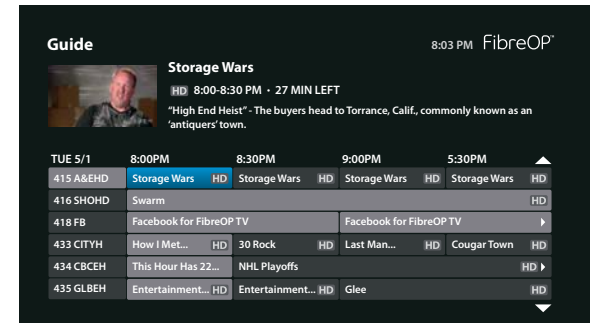 Guide
8:03 PM FibreOP™
Storage Wars
HD 8:00-8:30 PM • 27 MIN LEFT
“High End Heist” - The buyers head to Torrance, Calif., commonly known as an
‘antiquers’ town.
TUE 5/1 8:00PM 8:30PM 9:00PM 5:30PM
415 A&EHD Storage Wars HD Storage Wars HD Storage Wars HD Storage Wars HD
416 SHOHD Swarm HD
418 FB Facebook for FibreOP TV Facebook for FibreOP TV
433 CITYH How I Met... HD 30 Rock HD Last Man... HD Cougar Town HD
434 CBCEH This Hour Has 22... NHL Playoffs HD
435 GLBEH Entertainment... HD Entertainment... HD Glee HD